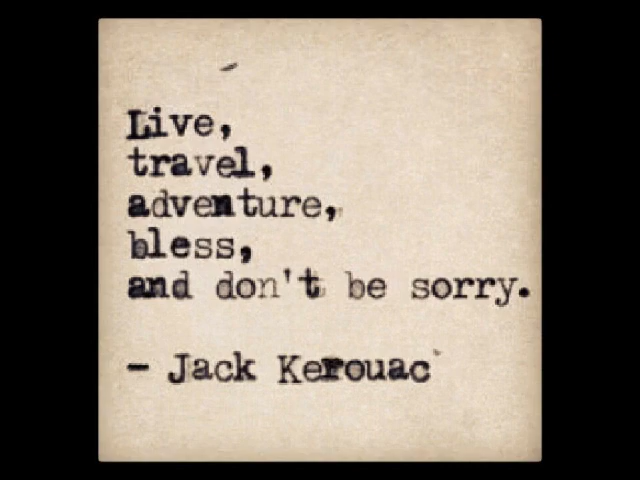 Live,
travel,
adventure,
bless,
and don't be sorry.
- Jack Kerouac